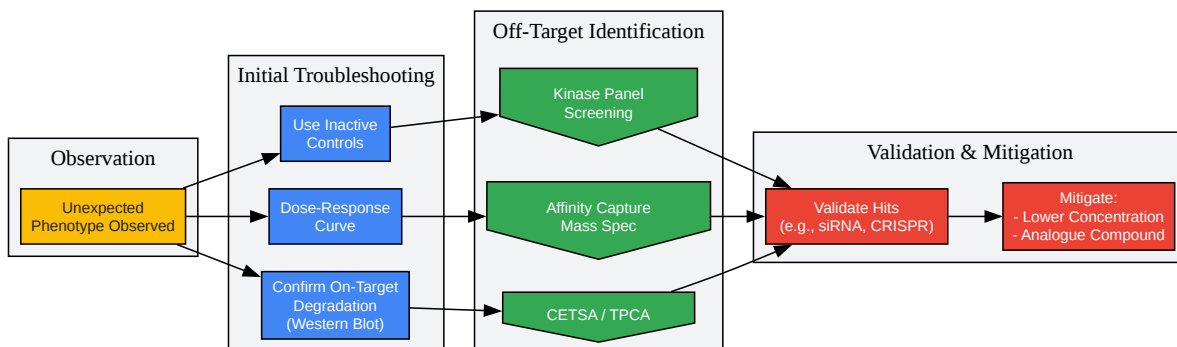 Observation
Unexpected
Phenotype Observed
Initial Troubleshooting
Use Inactive
Controls
Dose-Response
Curve
Confirm On-Target
Degradation
(Western Blot)
Off-Target Identification
Kinase Panel
Screening
Affinity Capture
Mass Spec
CETSA / TPCA
Validation & Mitigation
Validate Hits
(e.g., siRNA, CRISPR)
Mitigate:
- Lower Concentration
- Analogue Compound